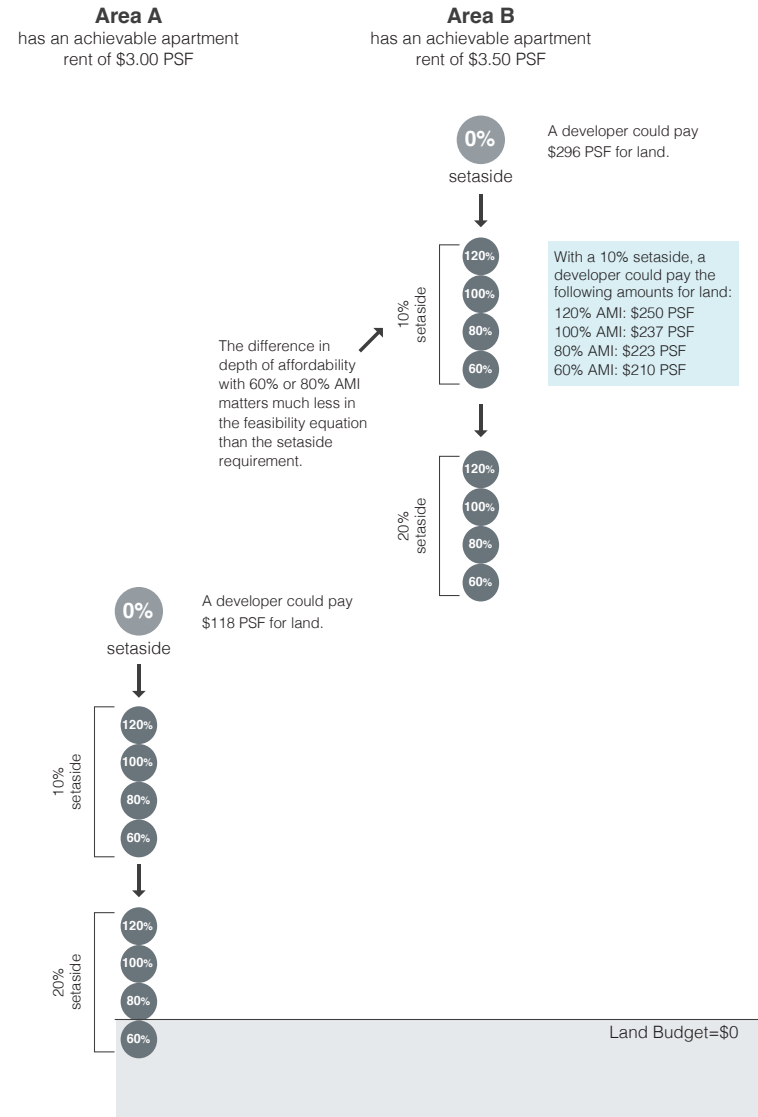 Area A
has an achievable apartment
rent of $3.00 PSF
Area B
has an achievable apartment
rent of $3.50 PSF
0%
setaside
A developer could pay
$296 PSF for land.
10%
setaside
120%
100%
80%
60%
With a 10% setaside, a
developer could pay the
following amounts for land:
120% AMI: $250 PSF
100% AMI: $237 PSF
80% AMI: $223 PSF
60% AMI: $210 PSF
The difference in
depth of affordability
with 60% or 80% AMI
matters much less in
the feasibility equation
than the setaside
requirement.
20%
setaside
120%
100%
80%
60%
0%
setaside
A developer could pay
$118 PSF for land.
10%
setaside
120%
100%
80%
60%
20%
setaside
120%
100%
80%
60%
Land Budget=$0